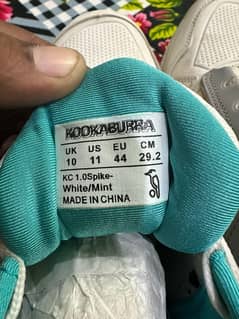 KOOKABURRA
UK US EU CM
10 11 44 29.2
KC 1.0Spike-
White/Mint
MADE IN CHINA